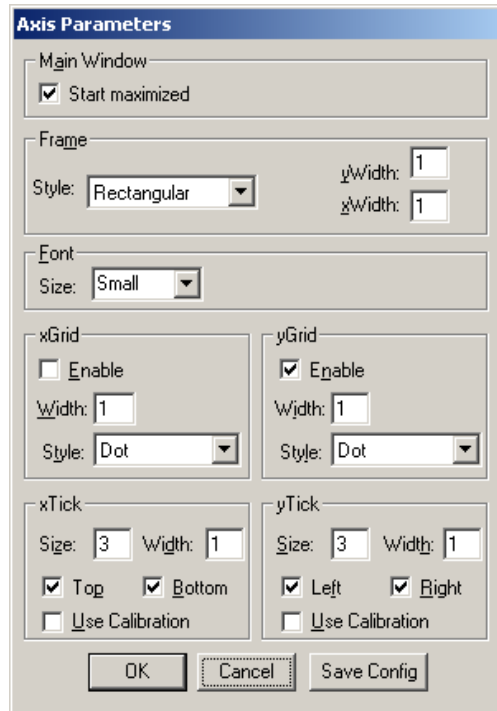 Axis Parameters
Main Window
Start maximized
Frame
Style: Rectangular
yWidth: 1
xWidth: 1
Font
Size: Small
xGrid
Enable
Width: 1
Style: Dot
yGrid
Enable
Width: 1
Style: Dot
xTick
Size: 3 Width: 1
Top Bottom
Use Calibration
yTick
Size: 3 Width: 1
Left Right
Use Calibration
OK Cancel Save Config